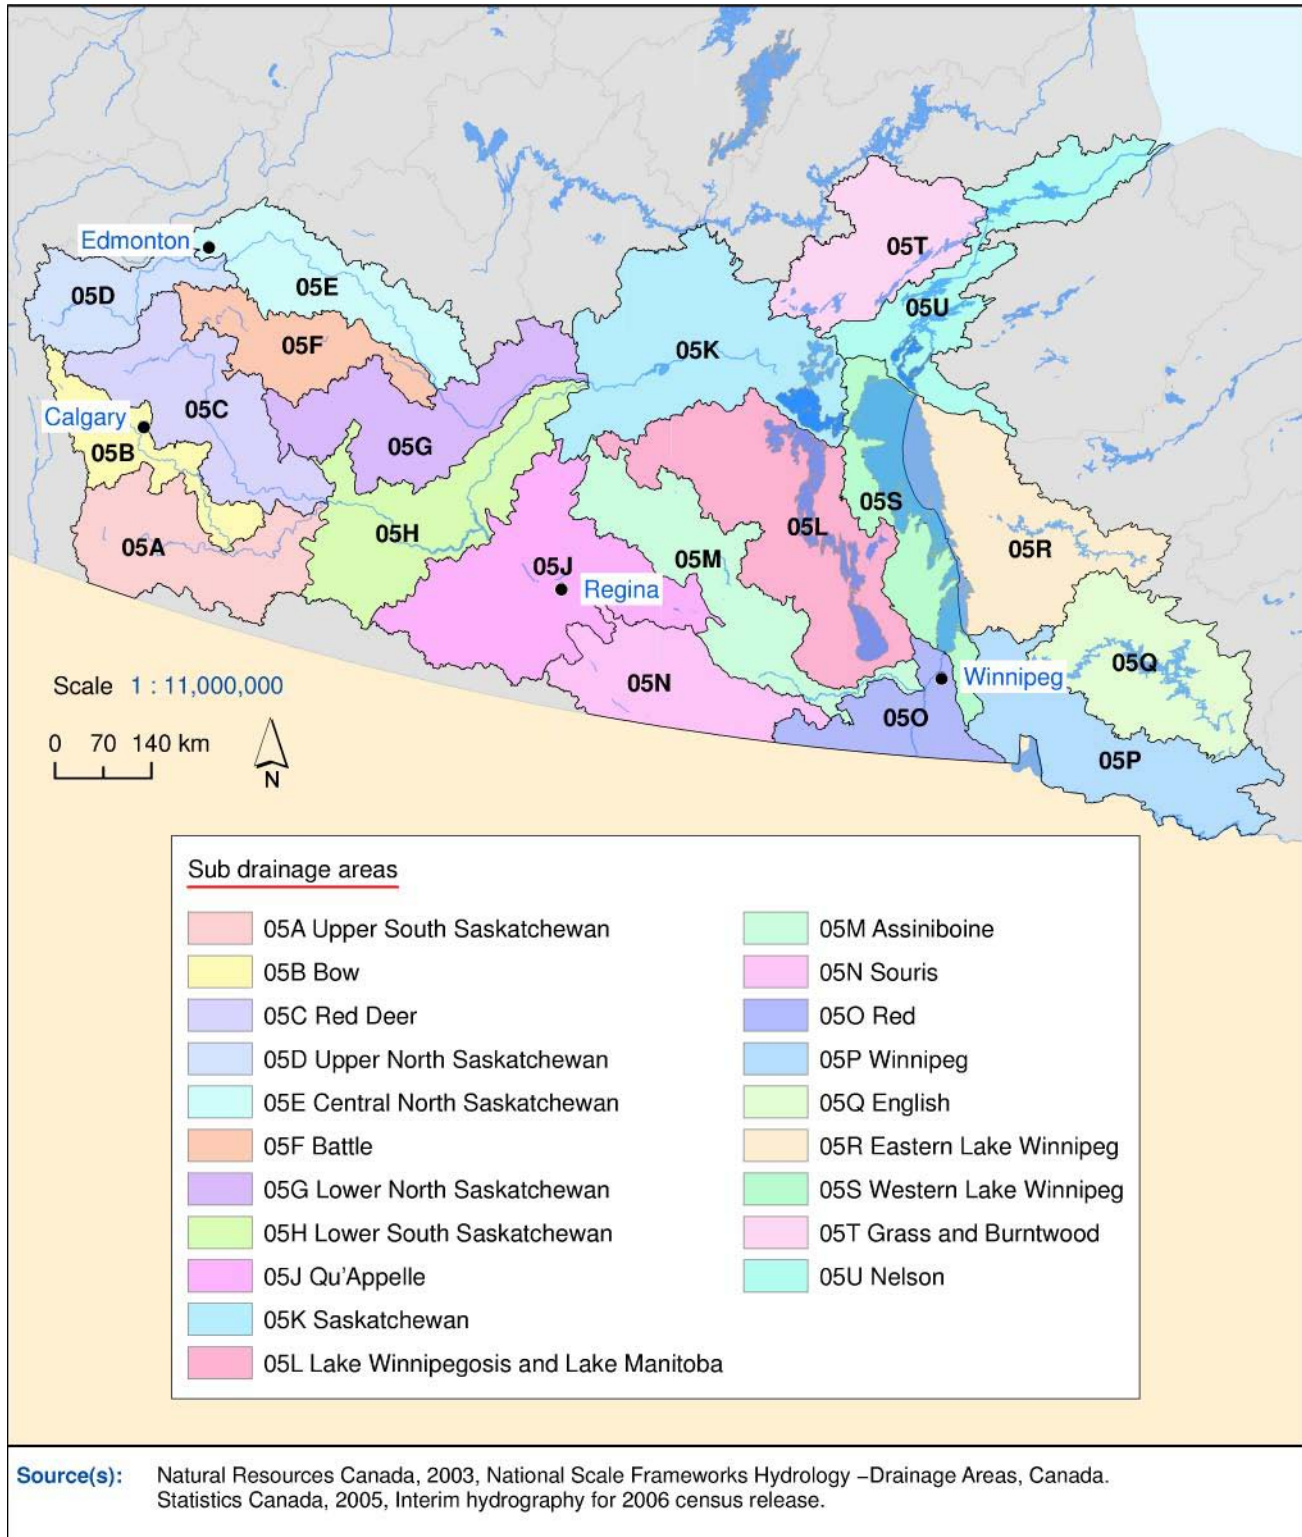 Edmonton
05D
05E
05F
05K
05T
05U
Calgary
05C
05B
05G
05S
05A
05H
05L
05R
05M
05J
Regina
05N
05Q
Winnipeg
05O
05P
Scale 1 : 11,000,000
0 70 140 km
N
Sub drainage areas
05A Upper South Saskatchewan
05B Bow
05C Red Deer
05D Upper North Saskatchewan
05E Central North Saskatchewan
05F Battle
05G Lower North Saskatchewan
05H Lower South Saskatchewan
05J Qu'Appelle
05K Saskatchewan
05L Lake Winnipegosis and Lake Manitoba
05M Assiniboine
05N Souris
05O Red
05P Winnipeg
05Q English
05R Eastern Lake Winnipeg
05S Western Lake Winnipeg
05T Grass and Burntwood
05U Nelson
Source(s): Natural Resources Canada, 2003, National Scale Frameworks Hydrology –Drainage Areas, Canada.
Statistics Canada, 2005, Interim hydrography for 2006 census release.